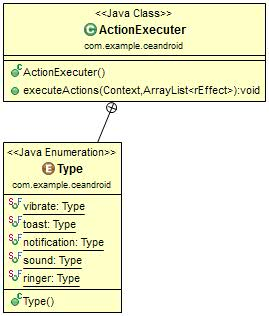 <<Java Class>>
C ActionExecuter
com.example.ceandroid
C ActionExecuter()
executeActions(Context,ArrayList<rEffect>):void
<<Java Enumeration>>
E Type
com.example.ceandroid
S F vibrate: Type
S F toast: Type
S F notification: Type
S F sound: Type
S F ringer: Type
C Type()